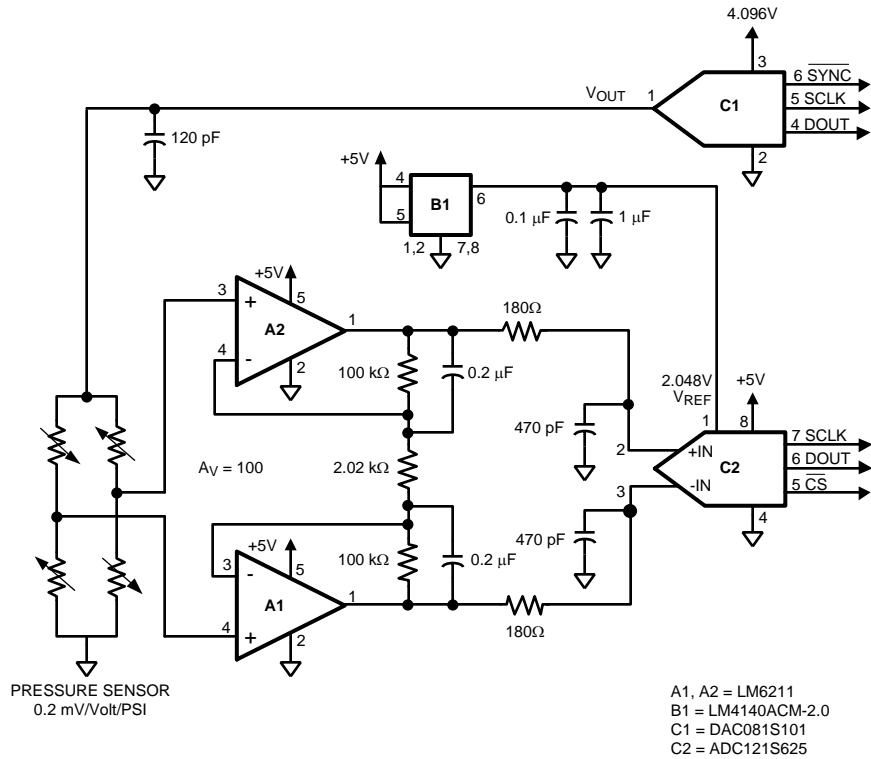 4.096V
3
6 SYNC
VOUT 1
C1
5 SCLK
4 DOUT
120 pF
2
+5V
4
B1
6
5
0.1 µF
1 µF
1,2
7,8
+5V
3
5
+
A2
1
180Ω
4
-
2
100 kΩ
0.2 µF
2.048V
VREF
+5V
1
8
470 pF
7 SCLK
2
+IN
6 DOUT
AV = 100
2.02 kΩ
C2
-IN
5 CS
3
4
+5V
470 pF
3
5
-
100 kΩ
0.2 µF
A1
1
4
+
2
180Ω
PRESSURE SENSOR
0.2 mV/Volt/PSI
A1, A2 = LM6211
B1 = LM4140ACM-2.0
C1 = DAC081S101
C2 = ADC121S625